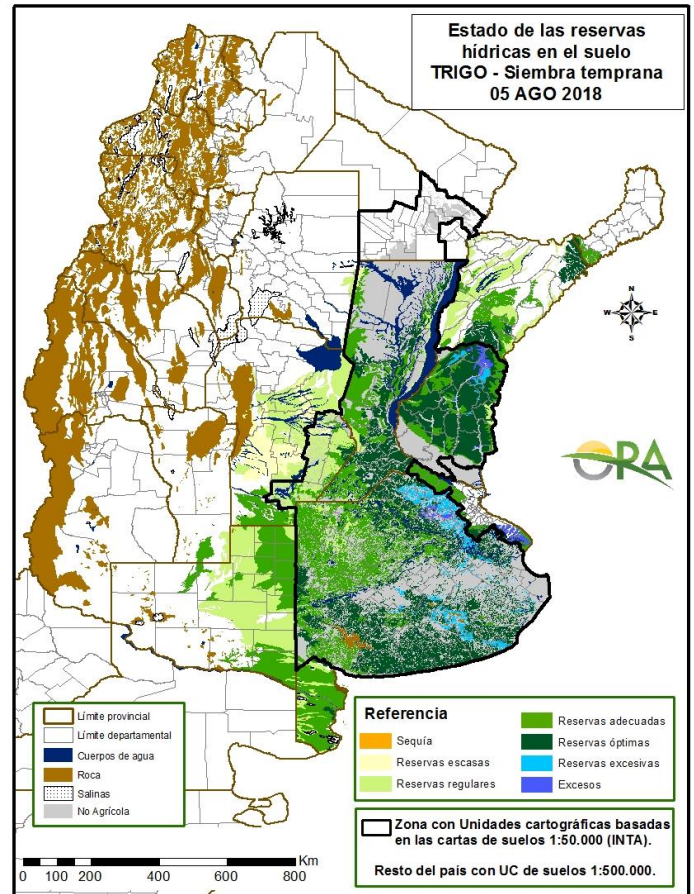 Estado de las reservas
hídricas en el suelo
TRIGO - Siembra temprana
05 AGO 2018
N
W E
S
ORA
Límite provincial
Límite departamental
Cuerpos de agua
Roca
Salinas
No Agrícola
Referencia
Sequía
Reservas escasas
Reservas regulares
Reservas adecuadas
Reservas óptimas
Reservas excesivas
Excesos
Zona con Unidades cartográficas basadas
en las cartas de suelos 1:50.000 (INTA).
Resto del país con UC de suelos 1:500.000.
Km
0 100 200 400 600 800